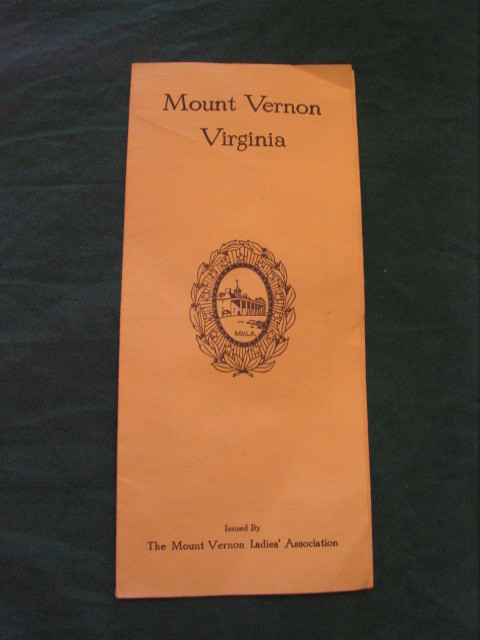 Mount Vernon
Virginia
M.V.L.A.
Issued By
The Mount Vernon Ladies' Association